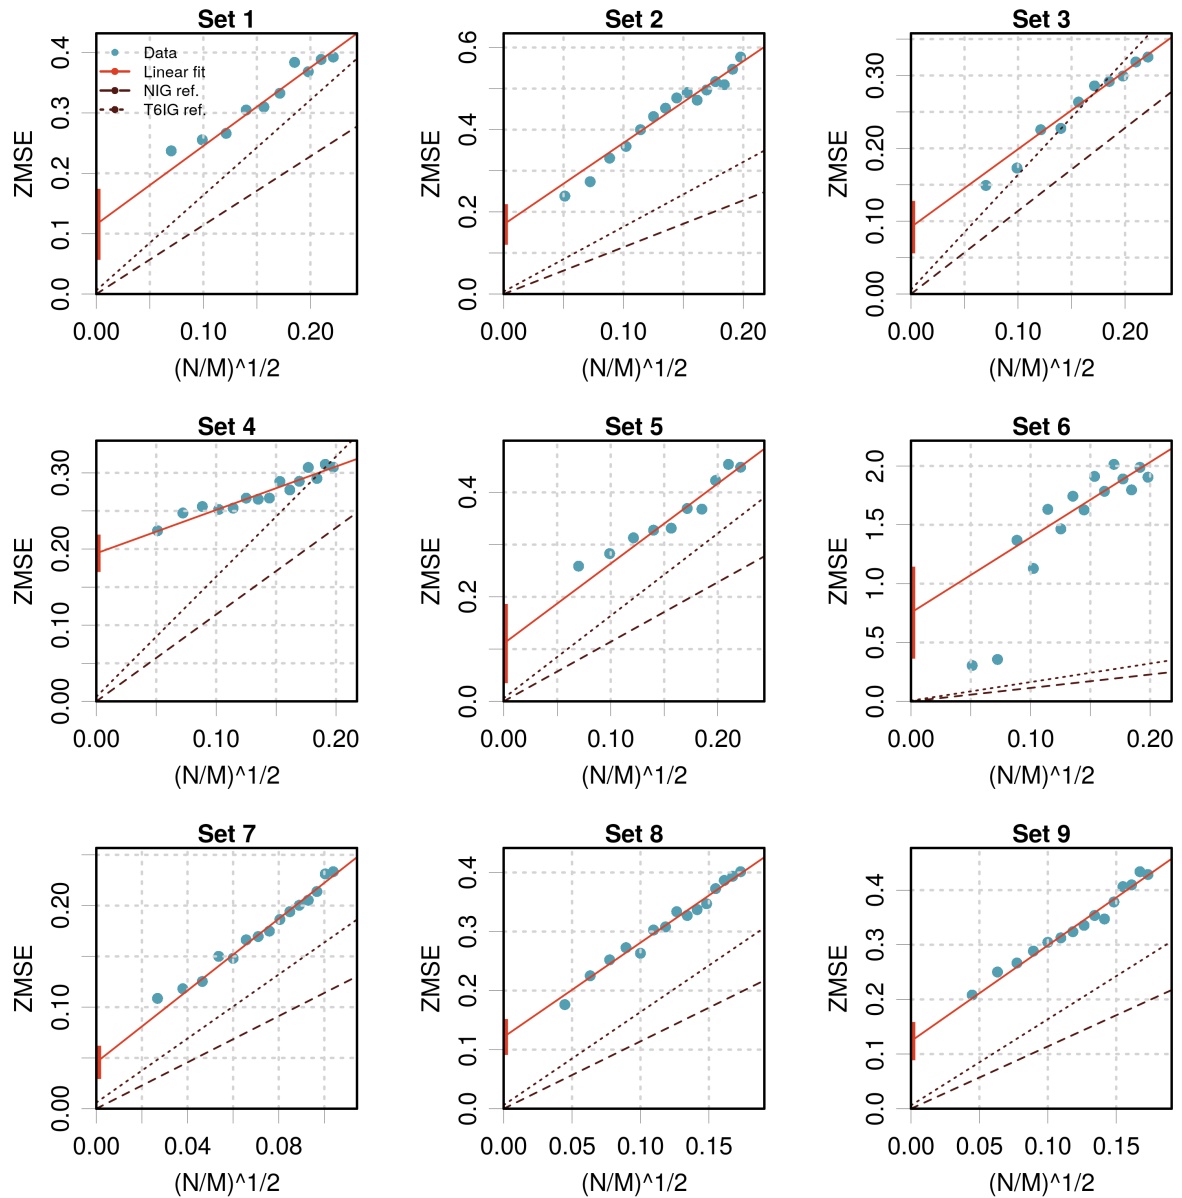 Set 1
ZMSE
0.0 0.1 0.2 0.3 0.4
Data
Linear fit
NIG ref.
T6IG ref.
0.00 0.10 0.20
(N/M)^1/2
Set 2
ZMSE
0.0 0.2 0.4 0.6
0.00 0.10 0.20
(N/M)^1/2
Set 3
ZMSE
0.00 0.10 0.20 0.30
0.00 0.10 0.20
(N/M)^1/2
Set 4
ZMSE
0.00 0.10 0.20 0.30
0.00 0.10 0.20
(N/M)^1/2
Set 5
ZMSE
0.0 0.2 0.4
0.00 0.10 0.20
(N/M)^1/2
Set 6
ZMSE
0.0 0.5 1.0 1.5 2.0
0.00 0.10 0.20
(N/M)^1/2
Set 7
ZMSE
0.00 0.10 0.20
0.00 0.04 0.08
(N/M)^1/2
Set 8
ZMSE
0.0 0.1 0.2 0.3 0.4
0.00 0.05 0.10 0.15
(N/M)^1/2
Set 9
ZMSE
0.0 0.1 0.2 0.3 0.4
0.00 0.05 0.10 0.15
(N/M)^1/2